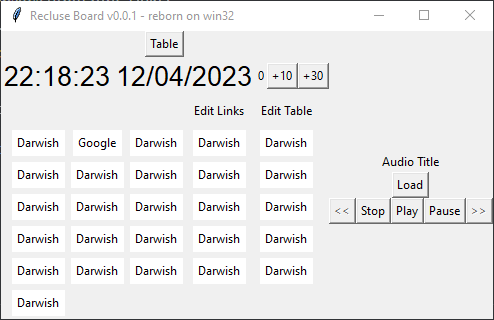 Recluse Board v0.0.1 - reborn on win32
Table
22:18:23 12/04/2023 0 +10 +30
Edit Links Edit Table
Darwish Google Darwish Darwish Darwish
Darwish Darwish Darwish Darwish Darwish
Darwish Darwish Darwish Darwish Darwish
Darwish Darwish Darwish Darwish Darwish
Darwish Darwish Darwish Darwish Darwish
Darwish
Audio Title
Load
<< Stop Play Pause >>